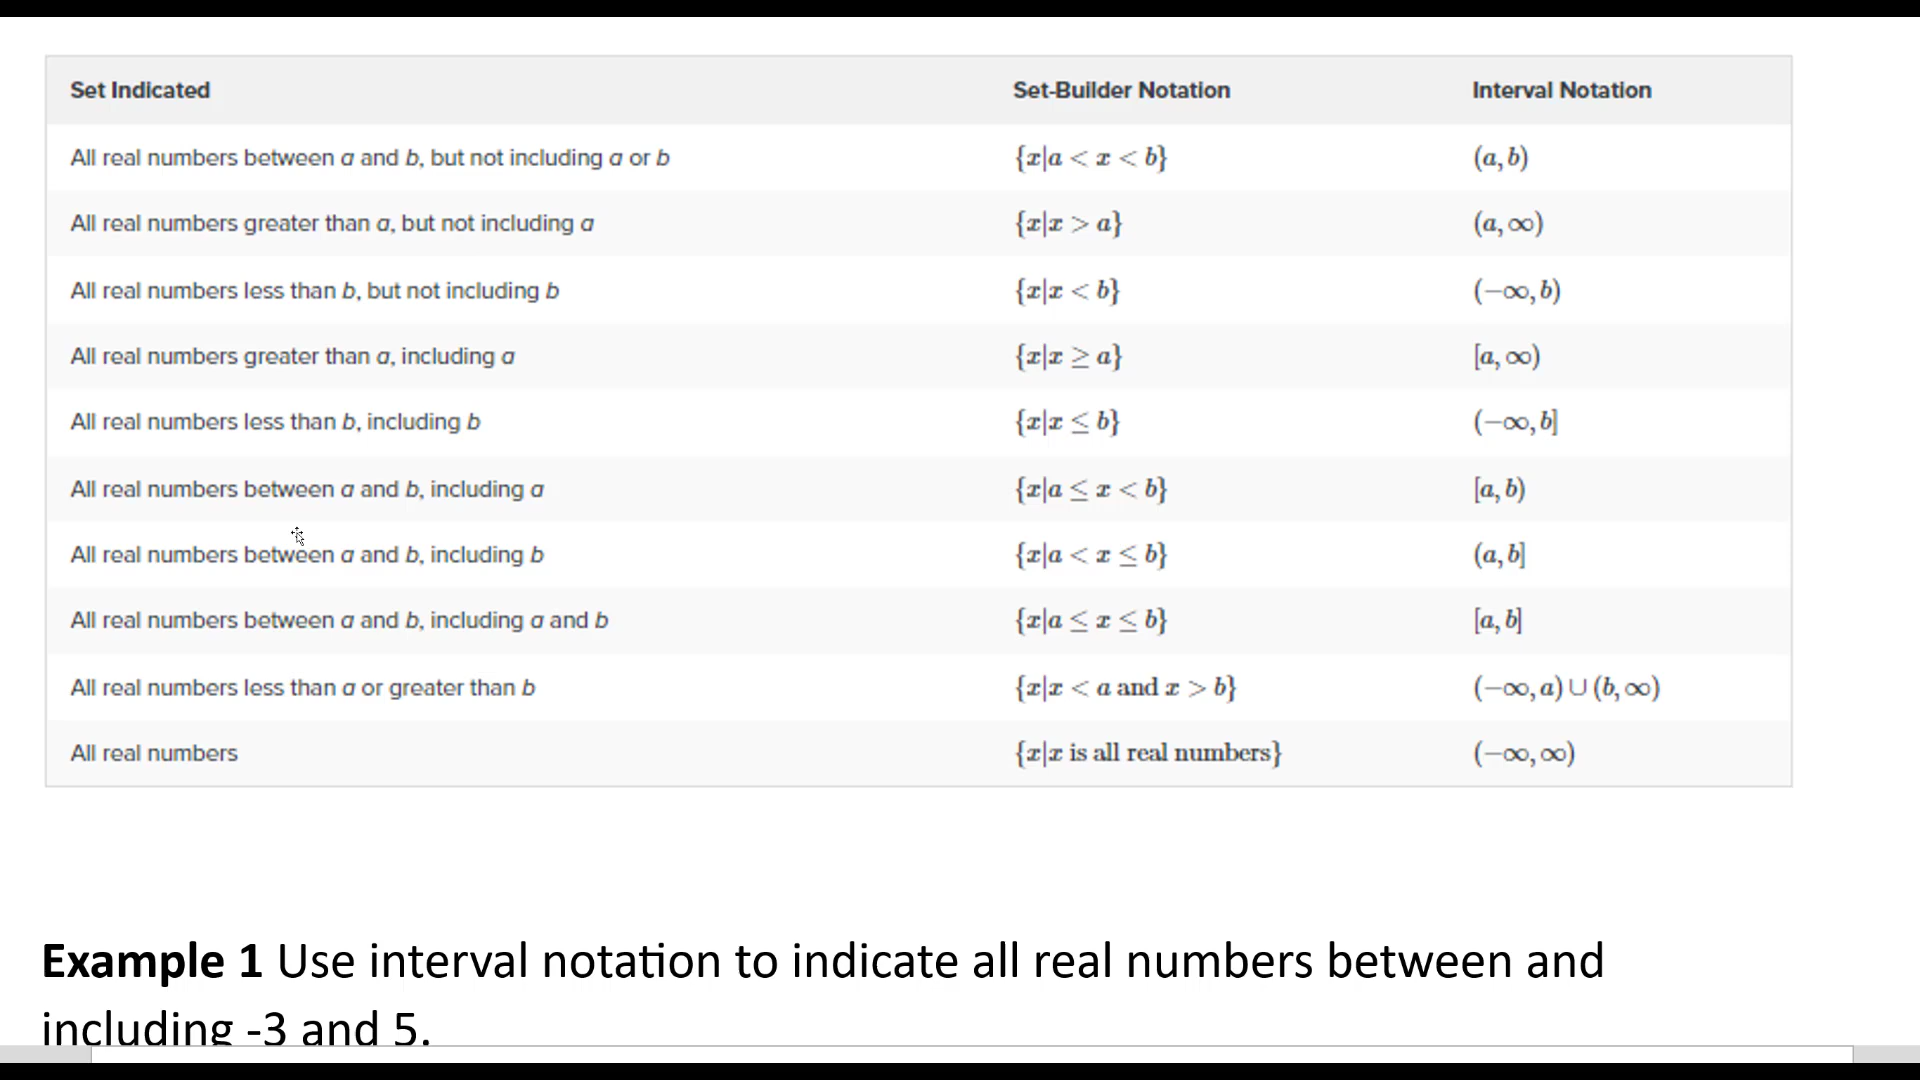 Set Indicated Set-Builder Notation Interval Notation
All real numbers between a and b, but not including a or b {x|a < x < b} (a, b)
All real numbers greater than a, but not including a {x|x > a} (a, ∞)
All real numbers less than b, but not including b {x|x < b} (−∞, b)
All real numbers greater than a, including a {x|x ≥ a} [a, ∞)
All real numbers less than b, including b {x|x ≤ b} (−∞, b]
All real numbers between a and b, including a {x|a ≤ x < b} [a, b)
All real numbers between a and b, including b {x|a < x ≤ b} (a, b]
All real numbers between a and b, including a and b {x|a ≤ x ≤ b} [a, b]
All real numbers less than a or greater than b {x|x < a and x > b} (−∞, a) ∪ (b, ∞)
All real numbers {x|x is all real numbers} (−∞, ∞)
Example 1 Use interval notation to indicate all real numbers between and
including -3 and 5.